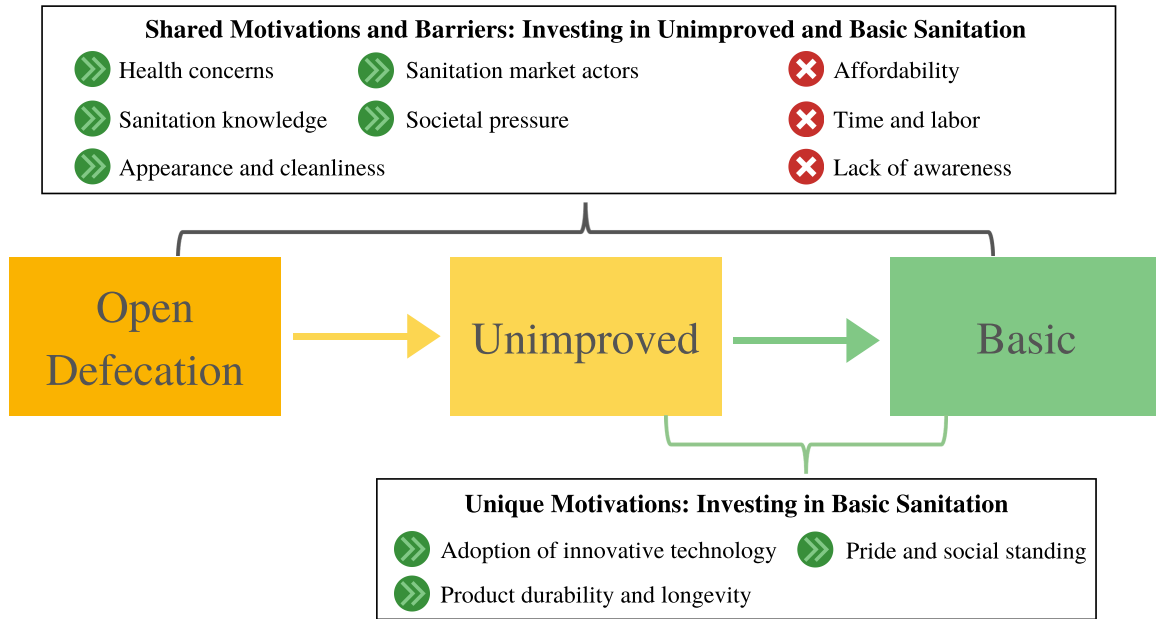 Shared Motivations and Barriers: Investing in Unimproved and Basic Sanitation
Health concerns
Sanitation market actors
Affordability
Sanitation knowledge
Societal pressure
Time and labor
Appearance and cleanliness
Lack of awareness
Open
Defecation
Unimproved
Basic
Unique Motivations: Investing in Basic Sanitation
Adoption of innovative technology
Pride and social standing
Product durability and longevity